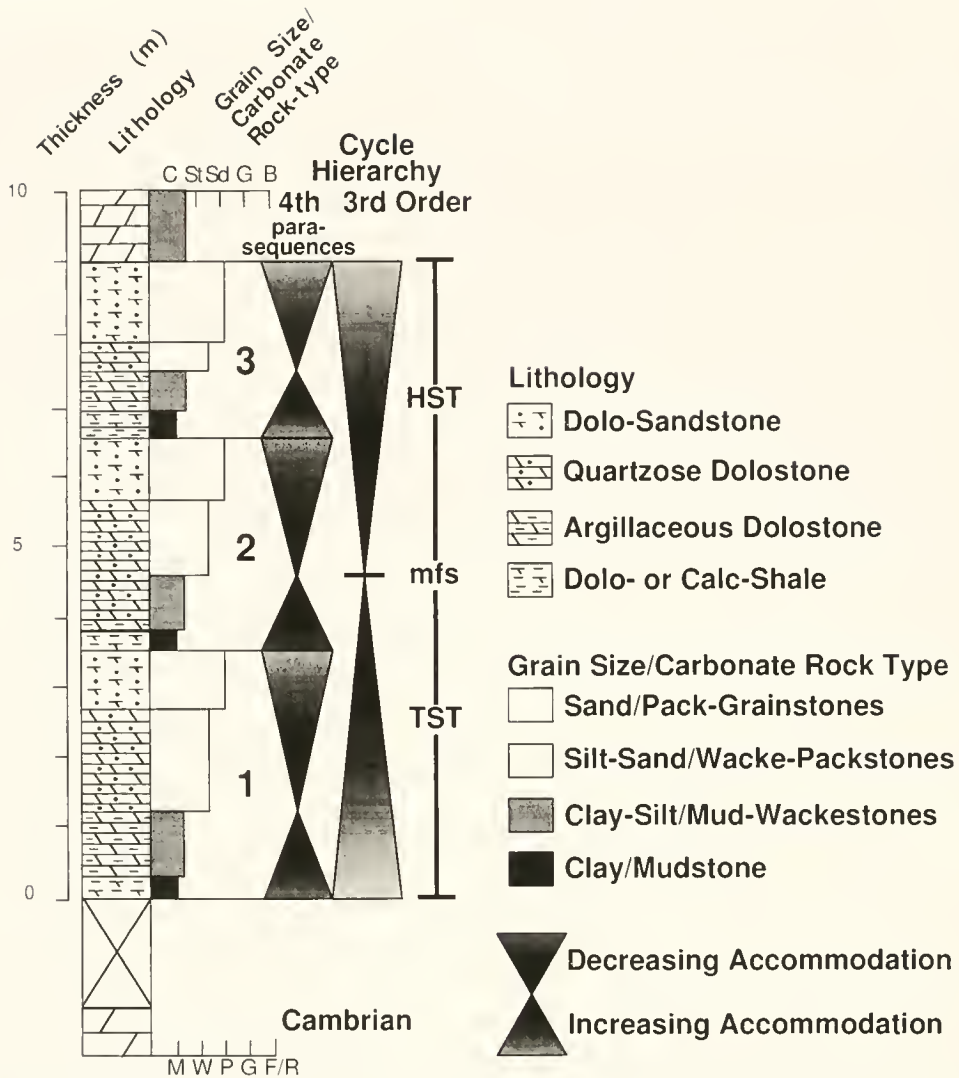 Thickness (m)
Lithology
Grain Size/
Carbonate
Rock-type
C St Sd G B
Cycle
Hierarchy
4th 3rd Order
para-
sequences
10
5
0
3
2
1
HST
mfs
TST
Cambrian
M W P G F/R
Lithology
Dolo-Sandstone
Quartzose Dolostone
Argillaceous Dolostone
Dolo- or Calc-Shale
Grain Size/Carbonate Rock Type
Sand/Pack-Grainstones
Silt-Sand/Wacke-Packstones
Clay-Silt/Mud-Wackestones
Clay/Mudstone
Decreasing Accommodation
Increasing Accommodation